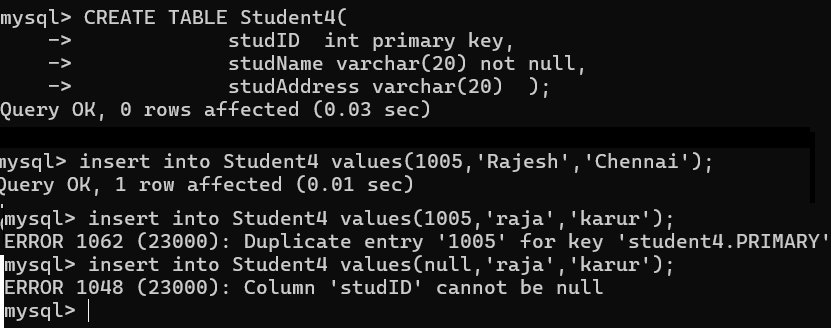 mysql> CREATE TABLE Student4(
    ->             studID  int primary key,
    ->             studName varchar(20) not null,
    ->             studAddress varchar(20)  );
Query OK, 0 rows affected (0.03 sec)
mysql> insert into Student4 values(1005,'Rajesh','Chennai');
Query OK, 1 row affected (0.01 sec)
mysql> insert into Student4 values(1005,'raja','karur');
ERROR 1062 (23000): Duplicate entry '1005' for key 'student4.PRIMARY'
mysql> insert into Student4 values(null,'raja','karur');
ERROR 1048 (23000): Column 'studID' cannot be null
mysql>